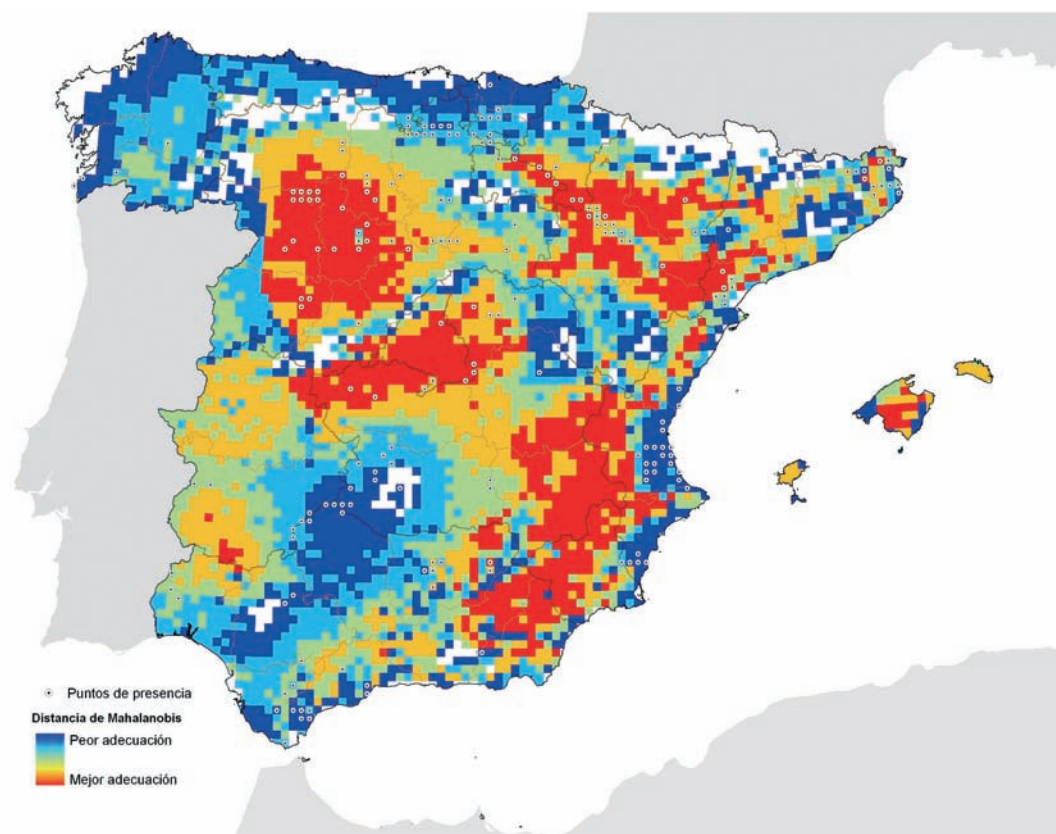 Puntos de presencia
Distancia de Mahalanobis
Peor adecuación
Mejor adecuación